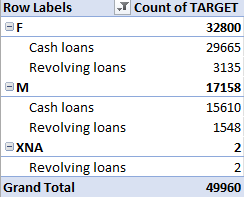 Row Labels Count of TARGET
F 32800
Cash loans 29665
Revolving loans 3135
M 17158
Cash loans 15610
Revolving loans 1548
XNA 2
Revolving loans 2
Grand Total 49960